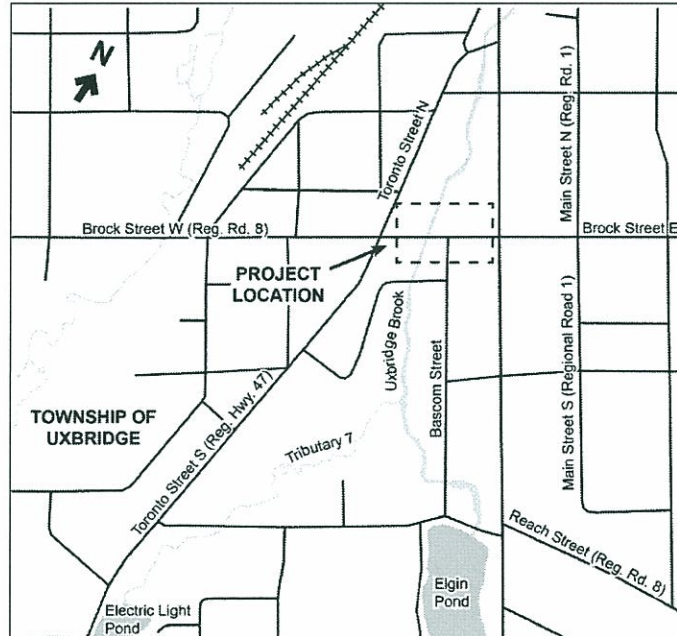 N
Toronto Street N
Main Street N (Reg. Rd. 1)
Brock Street W (Reg. Rd. 8)
Brock Street E
PROJECT
LOCATION
Uxbridge Brook
Bascom Street
Main Street S (Regional Road 1)
TOWNSHIP OF
UXBRIDGE
Toronto Street S (Reg. Hwy. 47)
Tributary 7
Reach Street (Reg. Rd. 8)
Elgin
Pond
Electric Light
Pond